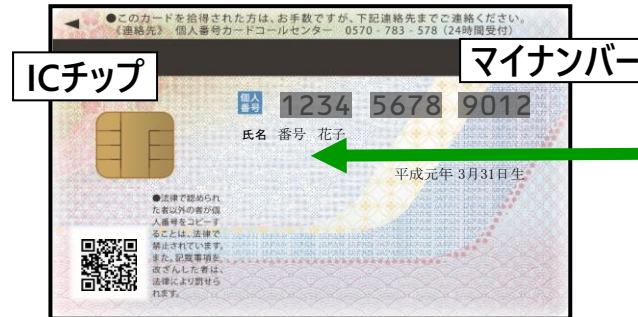 ●このカードを拾得された方は、お手数ですが、下記連絡先までご連絡ください。
《連絡先》 個人番号カードコールセンター 0570-783-578 (24時間受付)
ICチップ
マイナンバー
個人番号 1234 5678 9012
氏名 番号 花子
平成元年 3月31日生
●法律で認められ
た者以外の者が個
人番号をコピーす
ることは、法律で
禁止されています。
また、記載事項を
改ざんした者は、
法律により罰せら
れます。